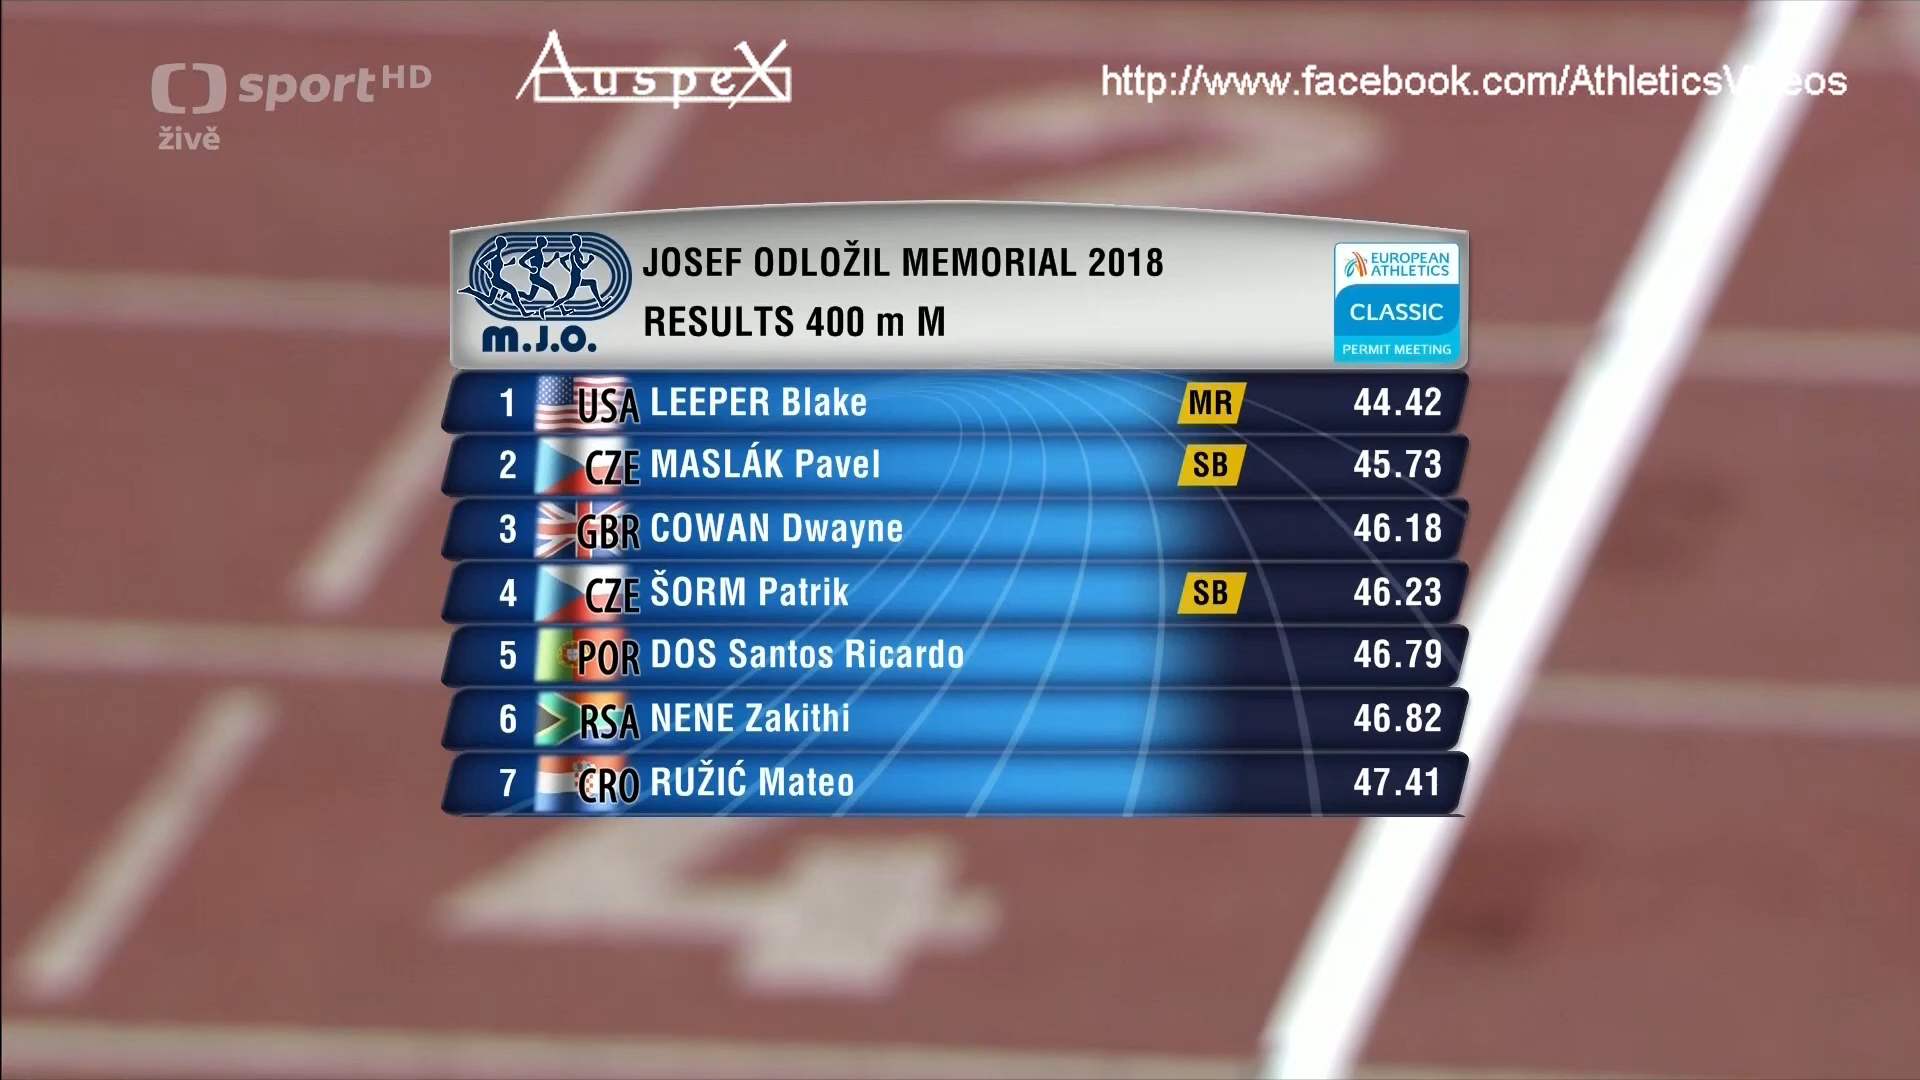 sport HD
živě
AuspeX
http://www.facebook.com/AthleticsVideos
JOSEF ODLOŽIL MEMORIAL 2018
RESULTS 400 m M
m.J.O.
EUROPEAN
ATHLETICS
CLASSIC
PERMIT MEETING
1 USA LEEPER Blake MR 44.42
2 CZE MASLÁK Pavel SB 45.73
3 GBR COWAN Dwayne 46.18
4 CZE ŠORM Patrik SB 46.23
5 POR DOS Santos Ricardo 46.79
6 RSA NENE Zakithi 46.82
7 CRO RUŽIĆ Mateo 47.41
4